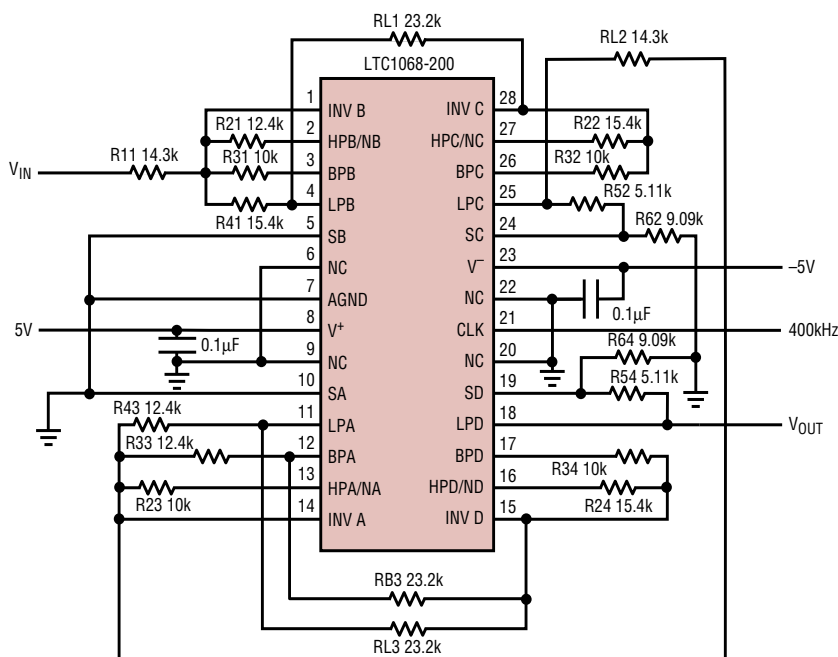 RL1 23.2k
RL2 14.3k
LTC1068-200
1 INV B INV C 28
R21 12.4k 2 HPB/NB HPC/NC 27 R22 15.4k
VIN R11 14.3k R31 10k 3 BPB BPC 26 R32 10k
4 LPB LPC 25 R52 5.11k
R41 15.4k 5 SB SC 24 R62 9.09k
6 NC V– 23 –5V
7 AGND NC 22 0.1µF
5V 8 V+ CLK 21 400kHz
0.1µF 9 NC NC 20 R64 9.09k
10 SA SD 19 R54 5.11k
R43 12.4k 11 LPA LPD 18 VOUT
R33 12.4k 12 BPA BPD 17 R34 10k
13 HPA/NA HPD/ND 16
R23 10k 14 INV A INV D 15 R24 15.4k
RB3 23.2k
RL3 23.2k